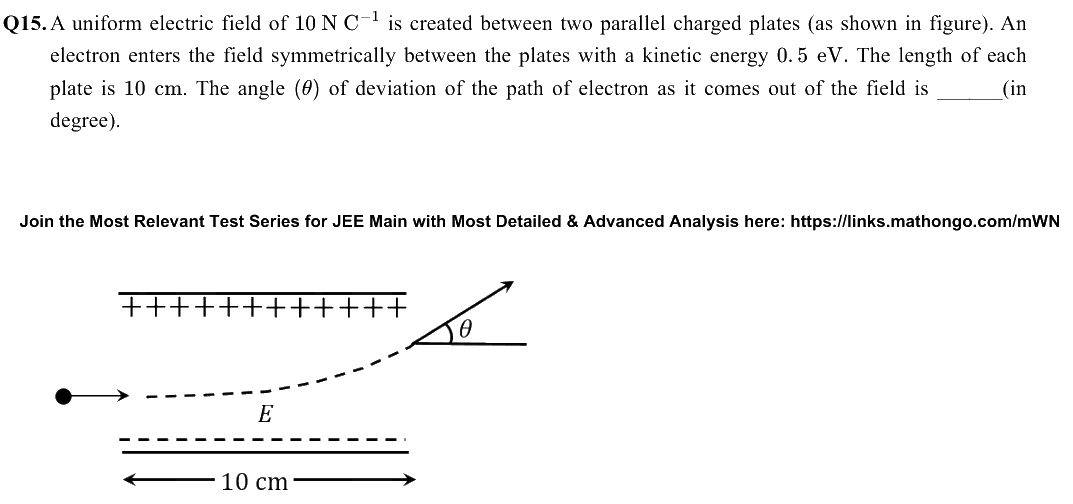 Q15. A uniform electric field of 10 N C⁻¹ is created between two parallel charged plates (as shown in figure). An
electron enters the field symmetrically between the plates with a kinetic energy 0. 5 eV. The length of each
plate is 10 cm. The angle (θ) of deviation of the path of electron as it comes out of the field is ______(in
degree).
Join the Most Relevant Test Series for JEE Main with Most Detailed & Advanced Analysis here: https://links.mathongo.com/mWN
++++++++++++
θ
E
10 cm